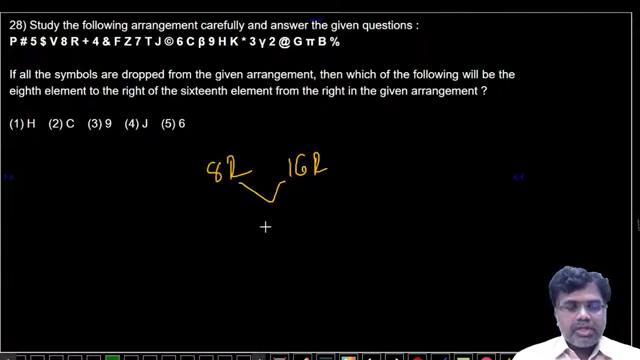 28) Study the following arrangement carefully and answer the given questions :
P # 5 $ V 8 R + 4 & F Z 7 T J © 6 C β 9 H K * 3 γ 2 @ G π B %
If all the symbols are dropped from the given arrangement, then which of the following will be the
eighth element to the right of the sixteenth element from the right in the given arrangement ?
(1) H (2) C (3) 9 (4) J (5) 6
8R 16R